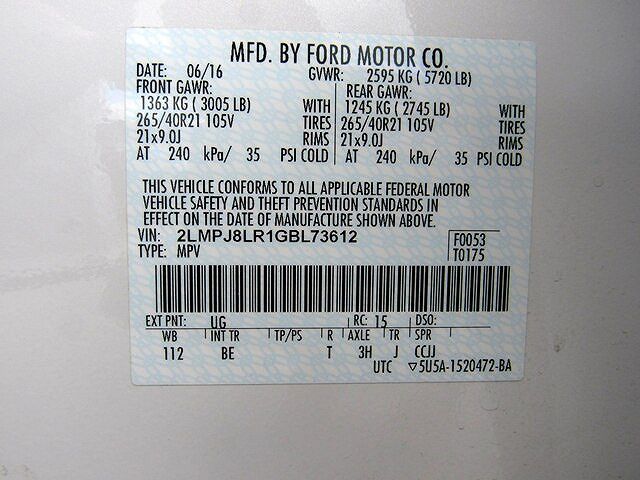 MFD. BY FORD MOTOR CO.
DATE: 06/16 GVWR: 2595 KG ( 5720 LB)
FRONT GAWR: REAR GAWR:
1363 KG ( 3005 LB) WITH 1245 KG ( 2745 LB) WITH
265/40R21 105V TIRES 265/40R21 105V TIRES
21x9.0J RIMS 21x9.0J RIMS
AT 240 kPa/ 35 PSI COLD AT 240 kPa/ 35 PSI COLD
THIS VEHICLE CONFORMS TO ALL APPLICABLE FEDERAL MOTOR
VEHICLE SAFETY AND THEFT PREVENTION STANDARDS IN
EFFECT ON THE DATE OF MANUFACTURE SHOWN ABOVE.
VIN: 2LMPJ8LR1GBL73612 F0053
TYPE: MPV T0175
EXT PNT: UG RC: 15 DSO:
WB INT TR TP/PS R AXLE TR SPR
112 BE T 3H J CCJJ
UTC ▽5U5A-1520472-BA